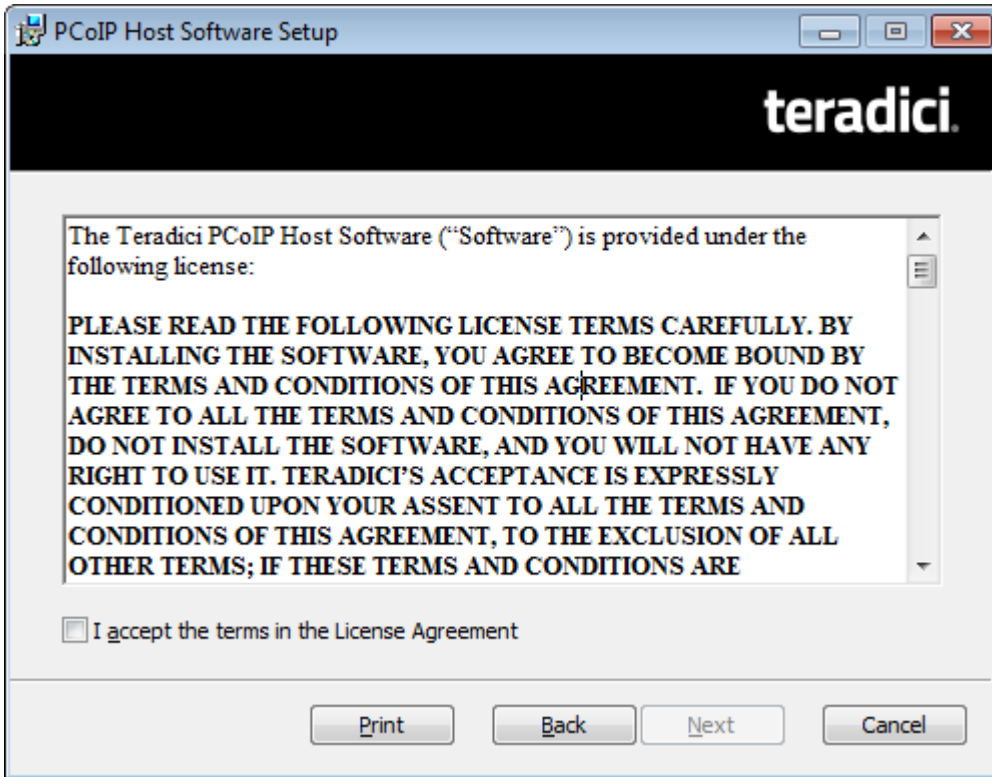 PCoIP Host Software Setup
teradici.
The Teradici PCoIP Host Software (“Software”) is provided under the
following license:
PLEASE READ THE FOLLOWING LICENSE TERMS CAREFULLY. BY
INSTALLING THE SOFTWARE, YOU AGREE TO BECOME BOUND BY
THE TERMS AND CONDITIONS OF THIS AGREEMENT.  IF YOU DO NOT
AGREE TO ALL THE TERMS AND CONDITIONS OF THIS AGREEMENT,
DO NOT INSTALL THE SOFTWARE, AND YOU WILL NOT HAVE ANY
RIGHT TO USE IT. TERADICI’S ACCEPTANCE IS EXPRESSLY
CONDITIONED UPON YOUR ASSENT TO ALL THE TERMS AND
CONDITIONS OF THIS AGREEMENT, TO THE EXCLUSION OF ALL
OTHER TERMS; IF THESE TERMS AND CONDITIONS ARE
I accept the terms in the License Agreement
Print Back Next Cancel